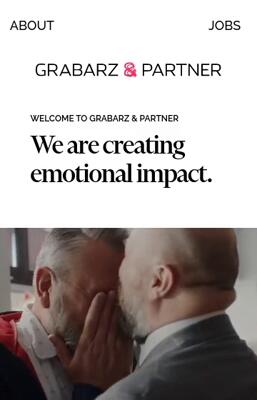 ABOUT JOBS
GRABARZ & PARTNER
WELCOME TO GRABARZ & PARTNER
We are creating
emotional impact.